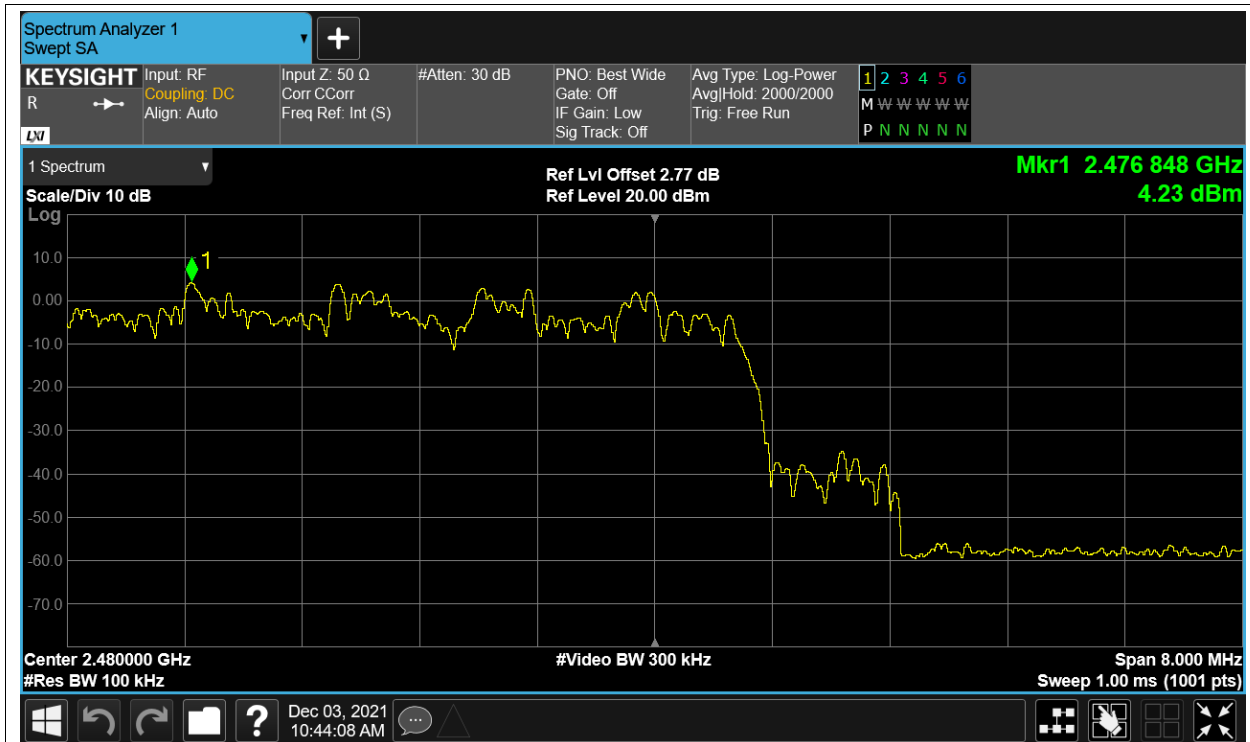 Spectrum Analyzer 1
Swept SA
KEYSIGHT
R
LXI
Input: RF
Coupling: DC
Align: Auto
Input Z: 50 Ω
Corr CCorr
Freq Ref: Int (S)
#Atten: 30 dB
PNO: Best Wide
Gate: Off
IF Gain: Low
Sig Track: Off
Avg Type: Log-Power
Avg|Hold: 2000/2000
Trig: Free Run
1 2 3 4 5 6
M W W W W W
P N N N N N
1 Spectrum
Scale/Div 10 dB
Ref Lvl Offset 2.77 dB
Ref Level 20.00 dBm
Mkr1 2.476 848 GHz
4.23 dBm
Log
10.0
0.00
-10.0
-20.0
-30.0
-40.0
-50.0
-60.0
-70.0
1
Center 2.480000 GHz
#Res BW 100 kHz
#Video BW 300 kHz
Span 8.000 MHz
Sweep 1.00 ms (1001 pts)
?
Dec 03, 2021
10:44:08 AM